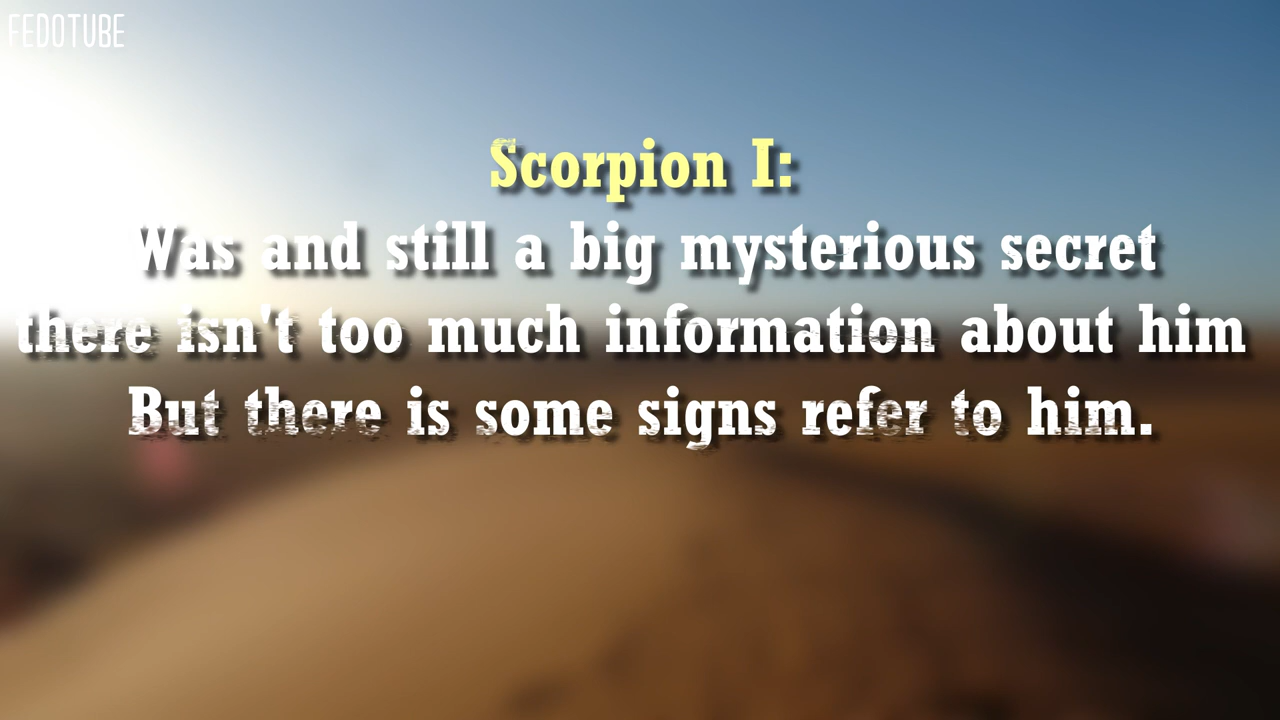 FEDOTUBE
Scorpion I:
Was and still a big mysterious secret
there isn't too much information about him
But there is some signs refer to him.